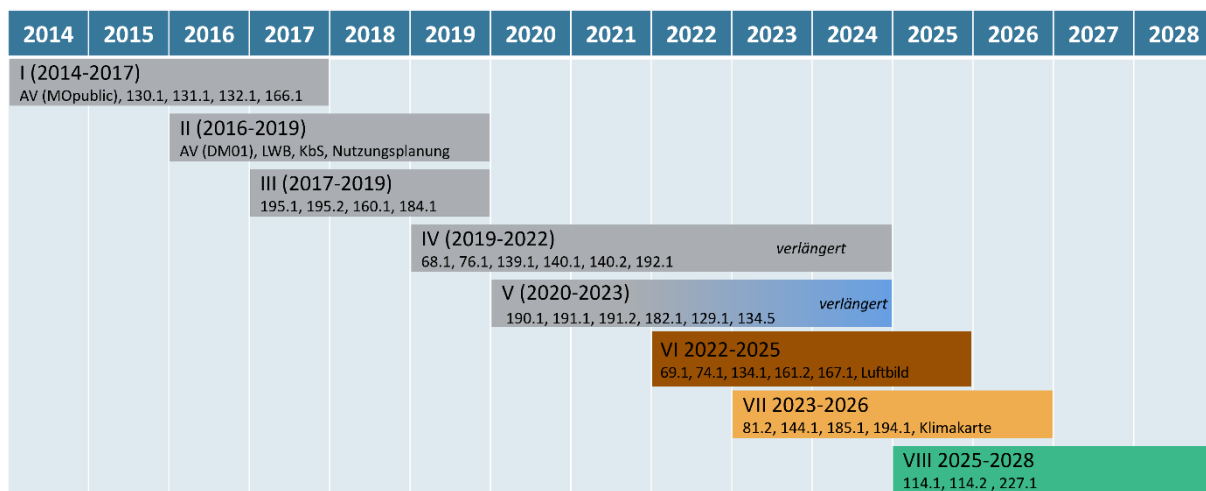 2014 2015 2016 2017 2018 2019 2020 2021 2022 2023 2024 2025 2026 2027 2028
I (2014-2017)
AV (MOpublic), 130.1, 131.1, 132.1, 166.1
II (2016-2019)
AV (DM01), LWB, KbS, Nutzungsplanung
III (2017-2019)
195.1, 195.2, 160.1, 184.1
IV (2019-2022)
verlängert
68.1, 76.1, 139.1, 140.1, 140.2, 192.1
V (2020-2023)
verlängert
190.1, 191.1, 191.2, 182.1, 129.1, 134.5
VI 2022-2025
69.1, 74.1, 134.1, 161.2, 167.1, Luftbild
VII 2023-2026
81.2, 144.1, 185.1, 194.1, Klimakarte
VIII 2025-2028
114.1, 114.2 , 227.1